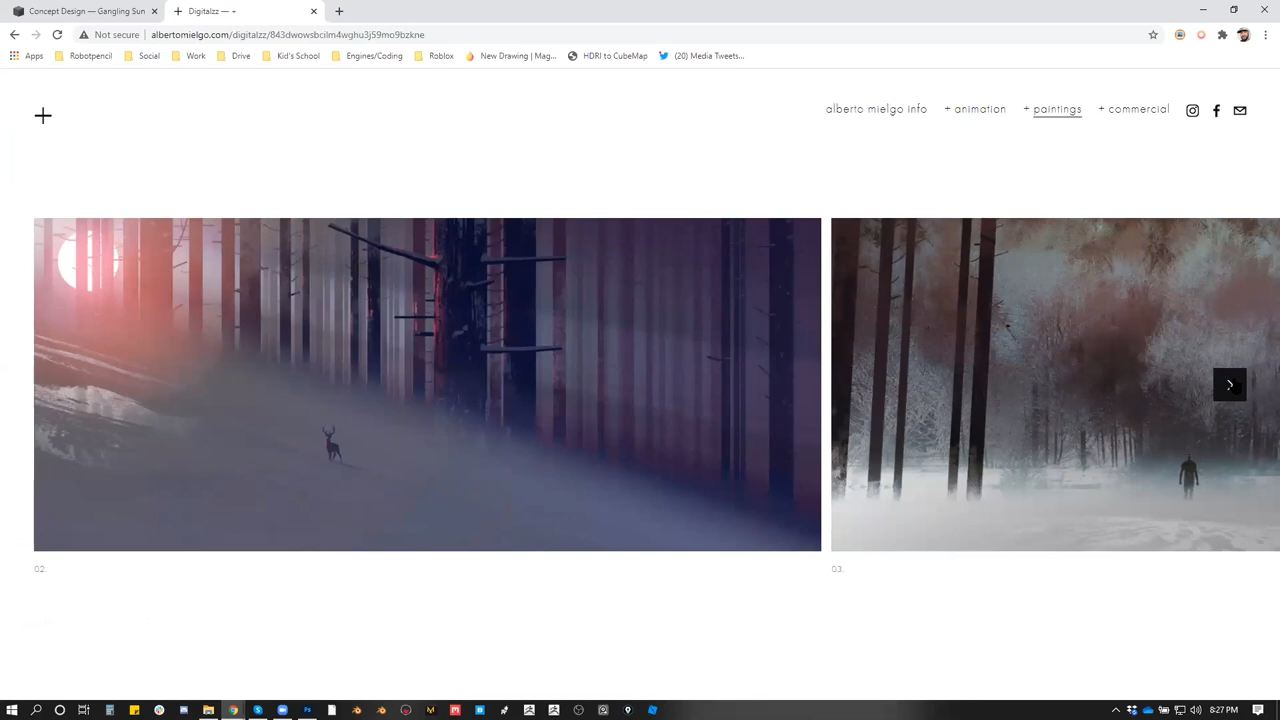 Concept Design — Gangling Sun
Digitalzz — +
Not secure
albertomielgo.com/digitalzz/843dwowsbcilm4wghu3j59mo9bzkne
Apps Robotpencil Social Work Drive Kid's School Engines/Coding Roblox New Drawing | Mag... HDRI to CubeMap (20) Media Tweets...
alberto mielgo info + animation + paintings + commercial
02.
03.
8:27 PM